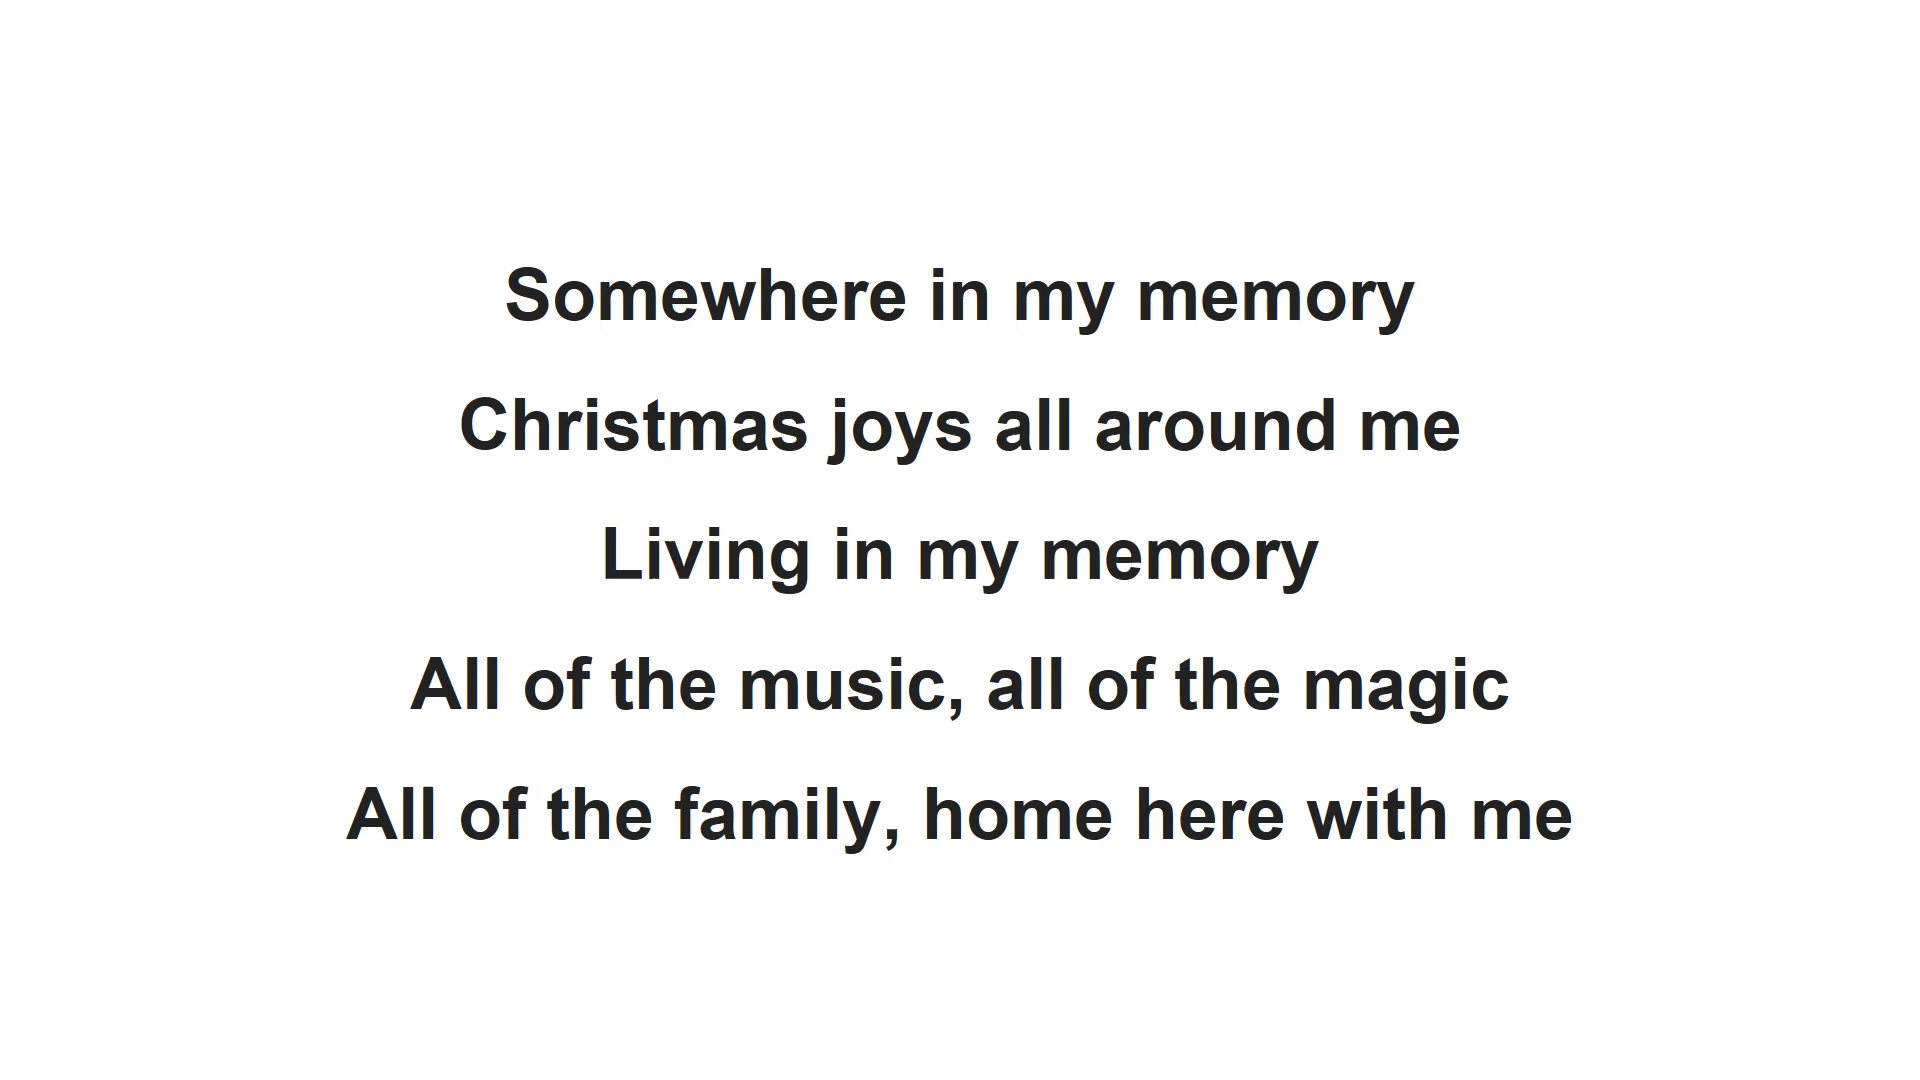 Somewhere in my memory
Christmas joys all around me
Living in my memory
All of the music, all of the magic
All of the family, home here with me